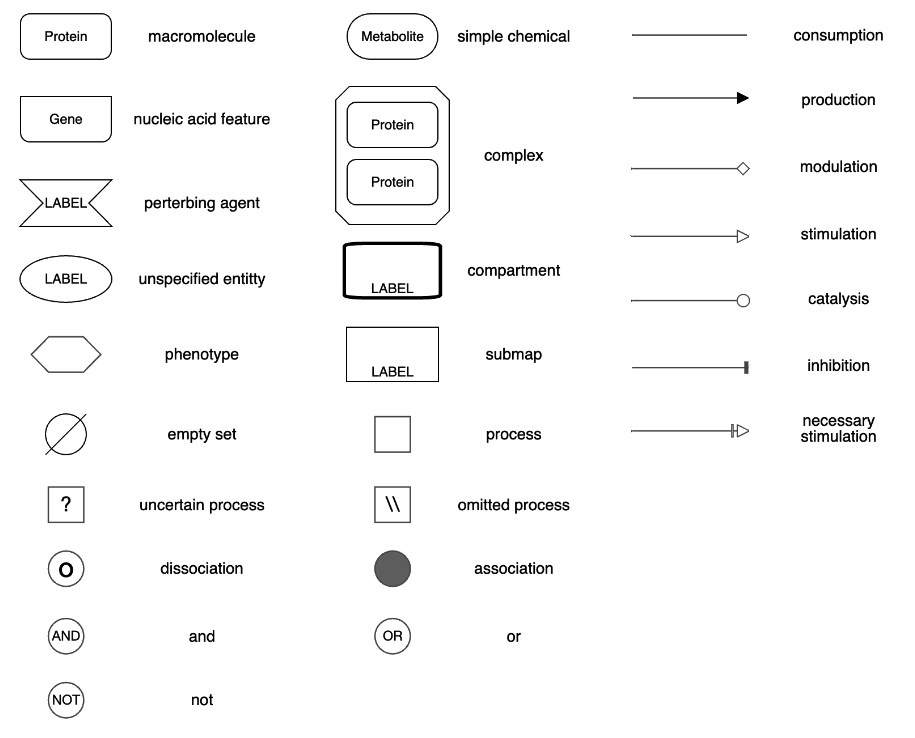 Protein macromolecule Metabolite simple chemical consumption
production
Gene nucleic acid feature Protein
complex
Protein
modulation
LABEL perterbing agent
stimulation
LABEL unspecified entitty LABEL compartment
catalysis
phenotype LABEL submap
inhibition
empty set process necessary
stimulation
? uncertain process \\ omitted process
O dissociation association
AND and OR or
NOT not